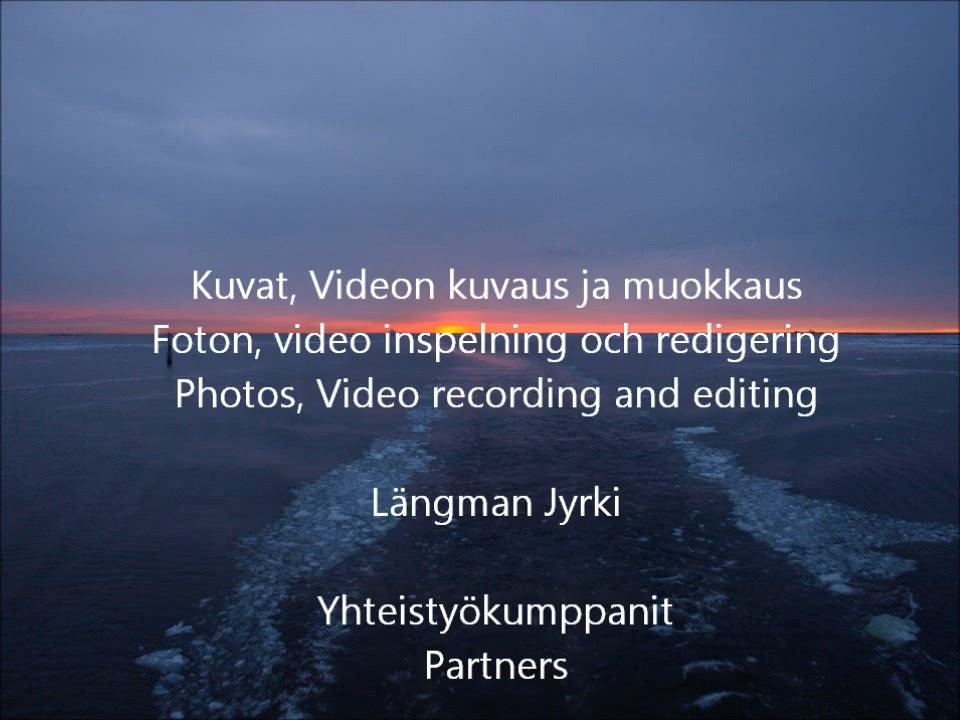 Kuvat, Videon kuvaus ja muokkaus
Foton, video inspelning och redigering
Photos, Video recording and editing
Längman Jyrki
Yhteistyökumppanit
Partners